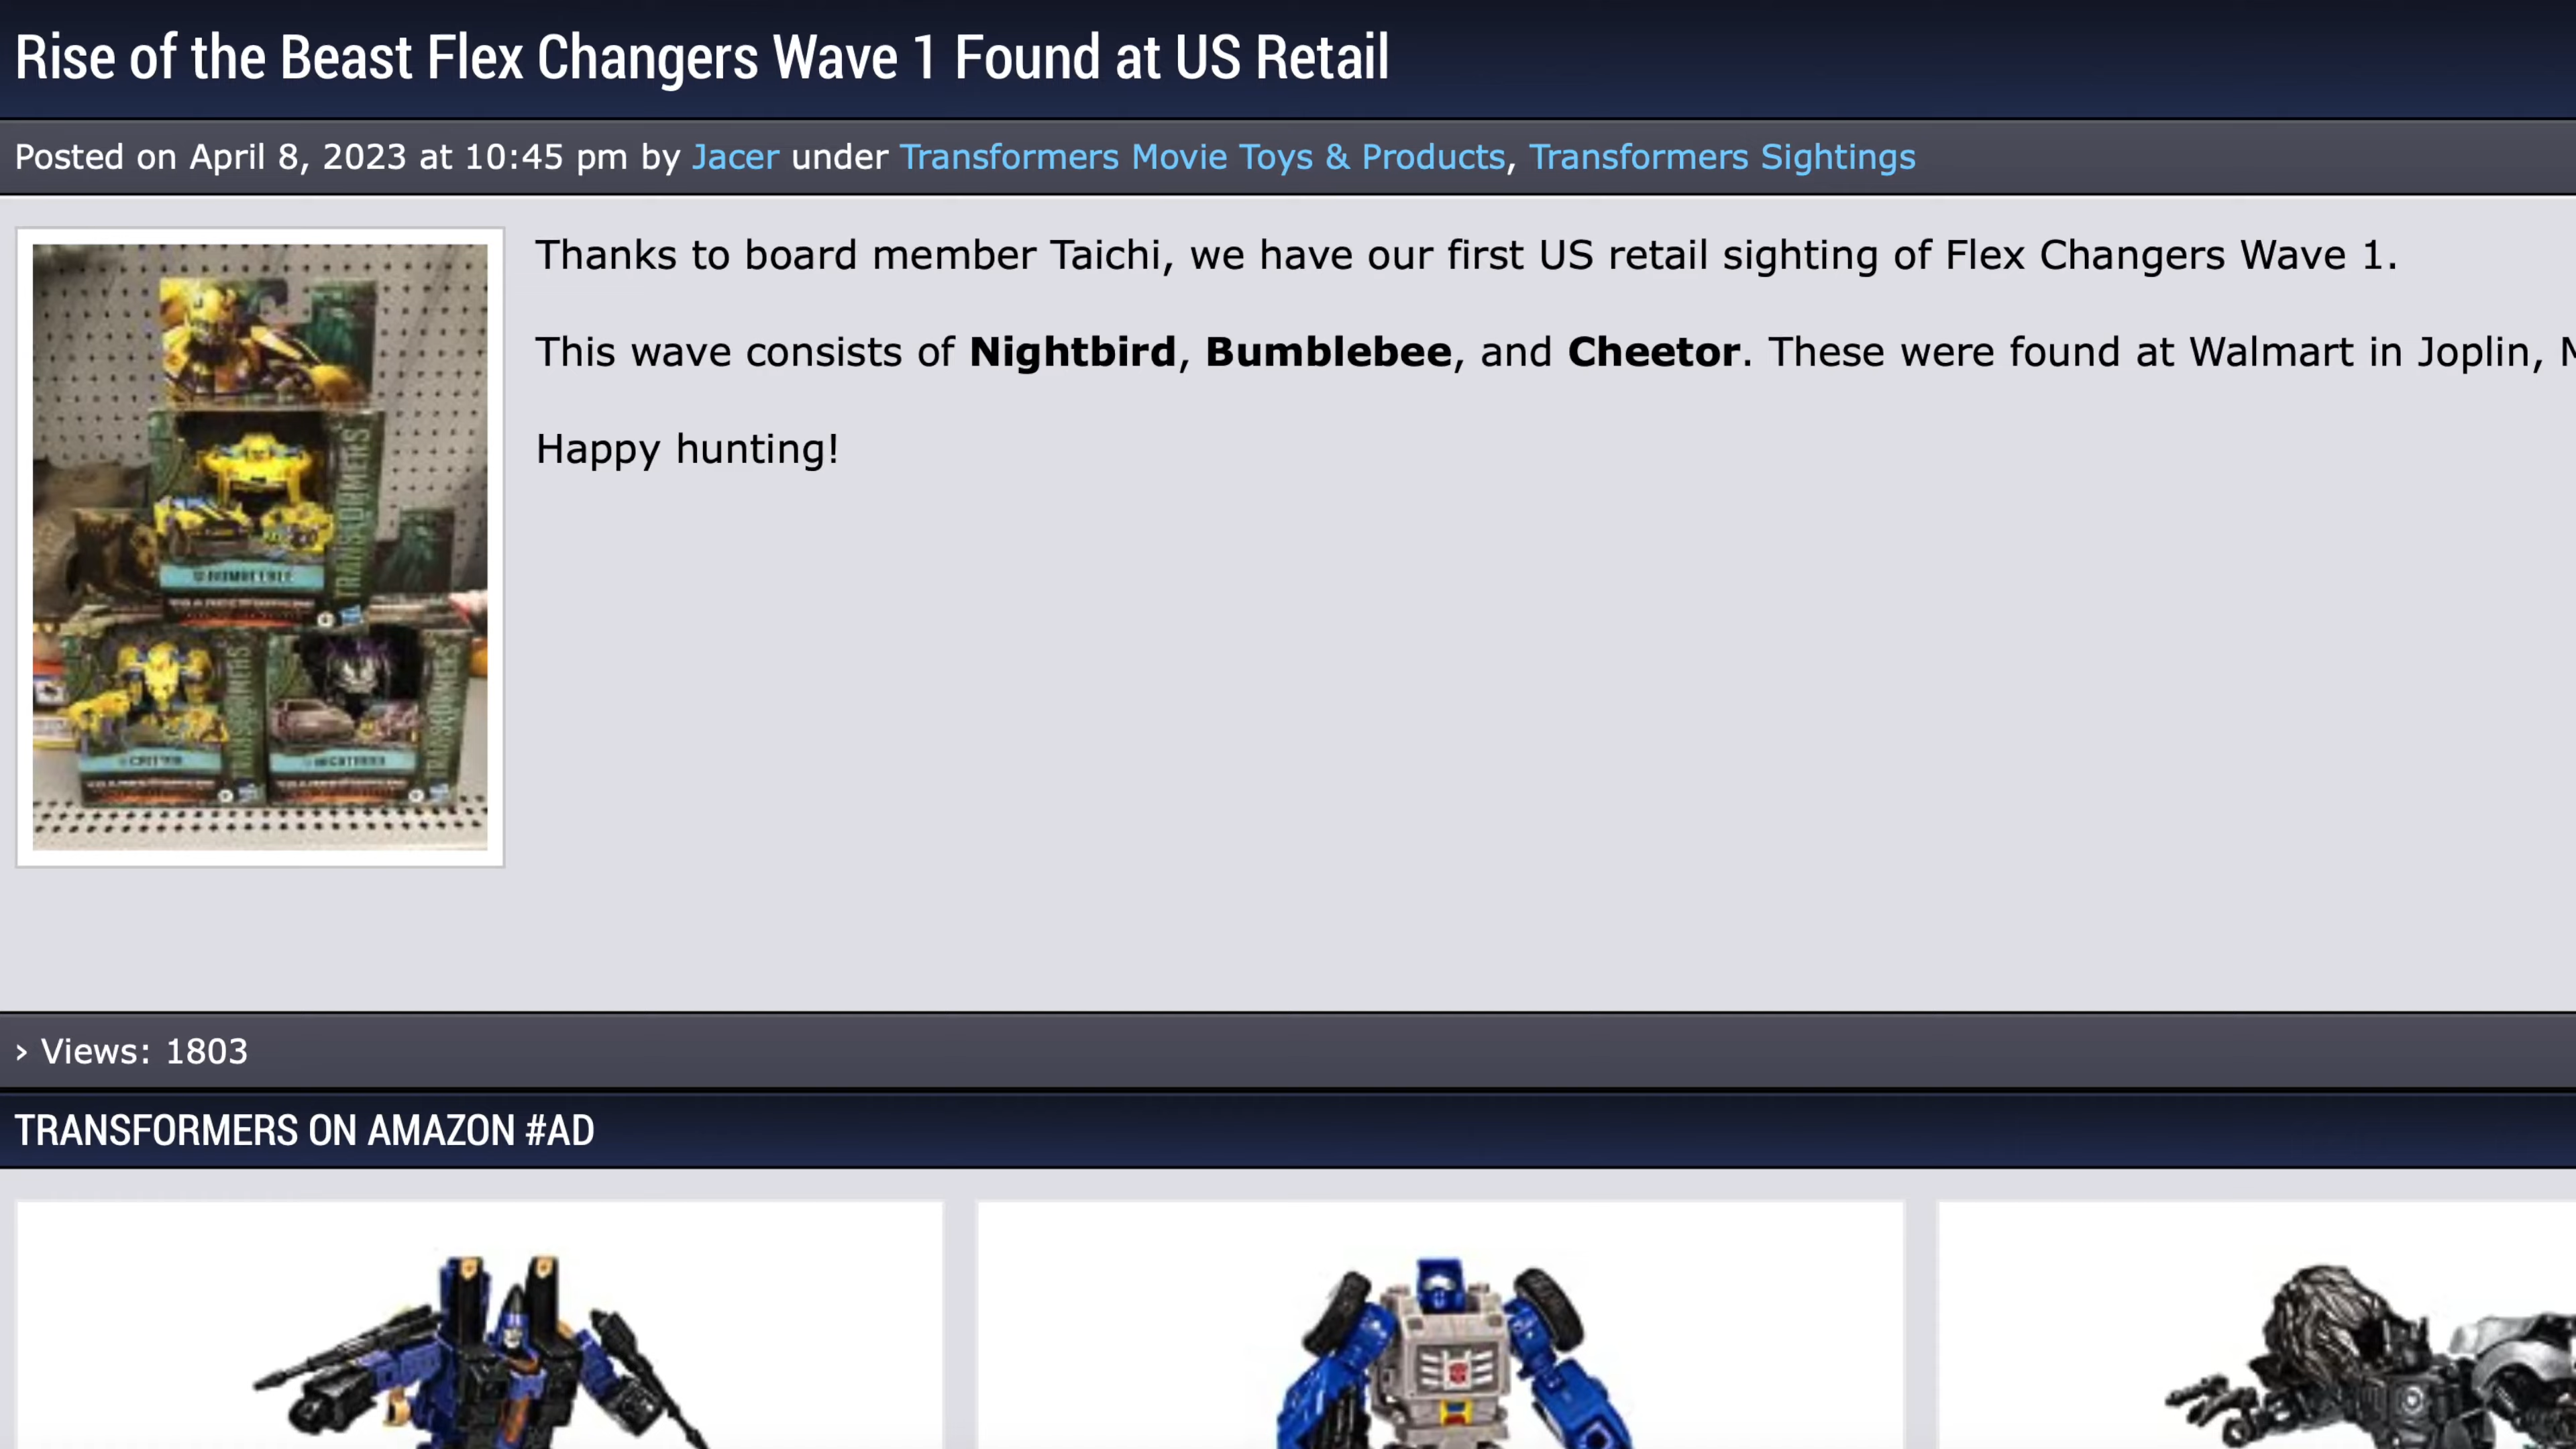 Rise of the Beast Flex Changers Wave 1 Found at US Retail
Posted on April 8, 2023 at 10:45 pm by Jacer under Transformers Movie Toys & Products, Transformers Sightings
Thanks to board member Taichi, we have our first US retail sighting of Flex Changers Wave 1.
This wave consists of Nightbird, Bumblebee, and Cheetor. These were found at Walmart in Joplin,
Happy hunting!
TRANSFORMERS
BUMBLEBEE
TRANSFORMERS
TRANSFORMERS
CHEETOR
NIGHTBIRD
› Views: 1803
TRANSFORMERS ON AMAZON #AD